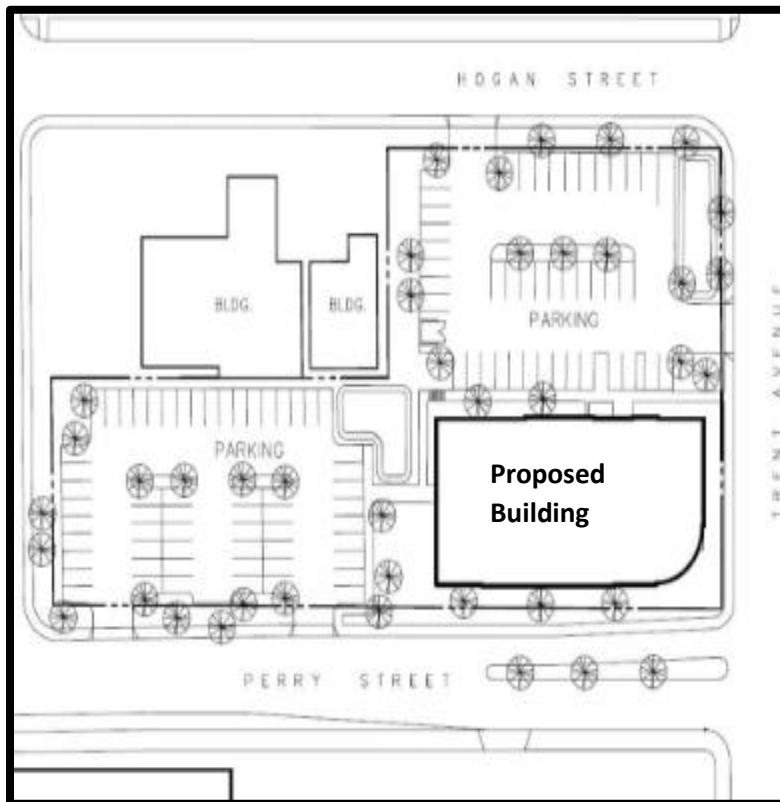 HOGAN STREET
BLDG.
BLDG.
PARKING
TRENT AVENUE
PARKING
Proposed
Building
PERRY STREET